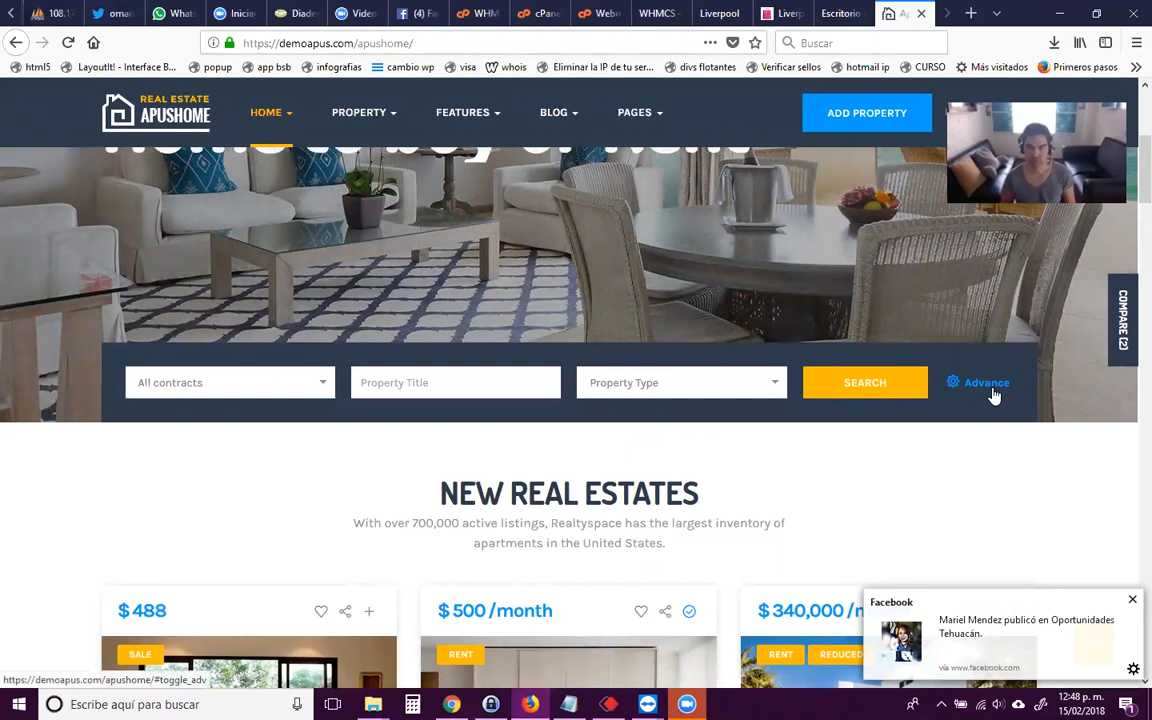 108.1
oman
Whats
Inicia
Diade
Video
(4) Fa
WHM
cPane
Webm
WHMCS -
Liverpool
Liverp
Escritorio
Ap
https://demoapus.com/apushome/
Buscar
html5
LayoutIt! - Interface B...
popup
app bsb
infografias
cambio wp
visa
whois
Eliminar la IP de tu ser...
divs flotantes
Verificar sellos
hotmail ip
CURSO
Más visitados
Primeros pasos
REAL ESTATE
APUSHOME
HOME
PROPERTY
FEATURES
BLOG
PAGES
ADD PROPERTY
COMPARE (2)
All contracts
Property Title
Property Type
SEARCH
Advance
NEW REAL ESTATES
With over 700,000 active listings, Realtyspace has the largest inventory of
apartments in the United States.
$ 488
$ 500 /month
$ 340,000 /
SALE
RENT
RENT
REDUCED
Facebook
Mariel Mendez publicó en Oportunidades
Tehuacán.
vía www.facebook.com
https://demoapus.com/apushome/#toggle_adv
Escribe aquí para buscar
12:48 p. m.
15/02/2018
1